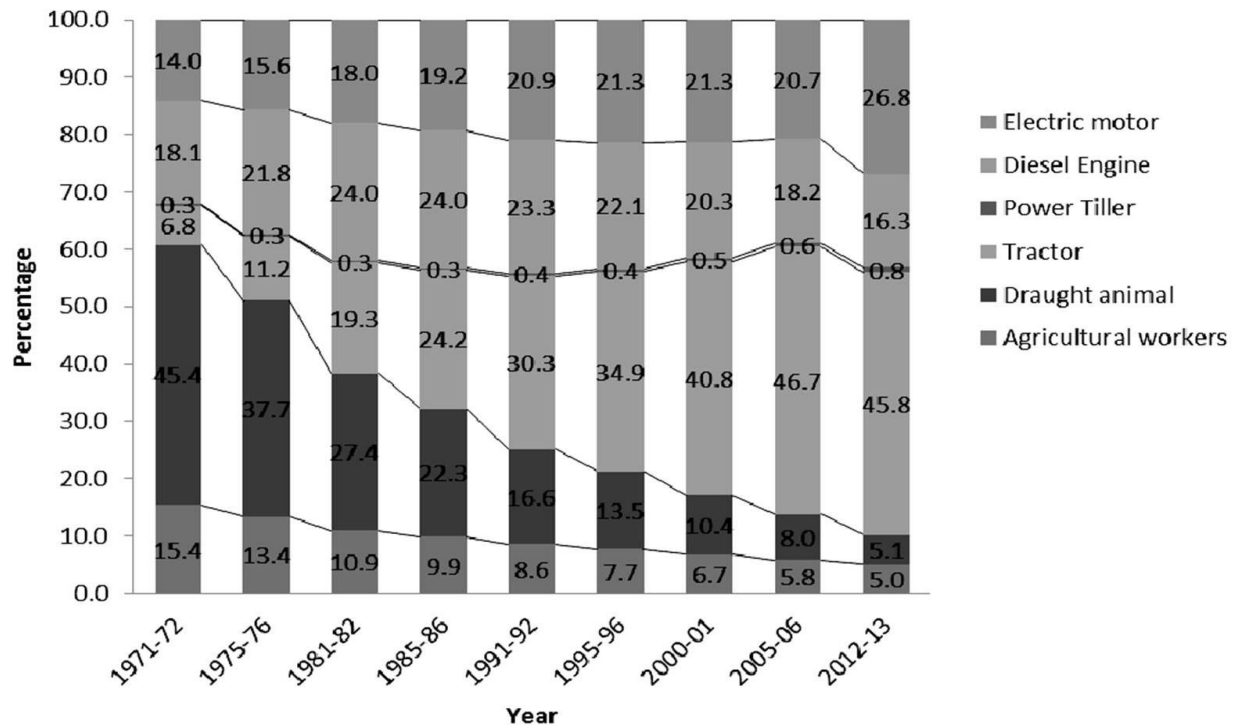 100.0
90.0
80.0
70.0
60.0
50.0
40.0
30.0
20.0
10.0
0.0
Percentage
14.0 15.6 18.0 19.2 20.9 21.3 21.3 20.7 26.8
18.1 21.8 24.0 24.0 23.3 22.1 20.3 18.2 16.3
0.3 0.3 0.3 0.3 0.4 0.4 0.5 0.6 0.8
6.8 11.2 19.3 24.2 30.3 34.9 40.8 46.7 45.8
45.4 37.7 27.4 22.3 16.6 13.5 10.4 8.0 5.1
15.4 13.4 10.9 9.9 8.6 7.7 6.7 5.8 5.0
1971-72 1975-76 1981-82 1985-86 1991-92 1995-96 2000-01 2005-06 2012-13
Year
Electric motor
Diesel Engine
Power Tiller
Tractor
Draught animal
Agricultural workers